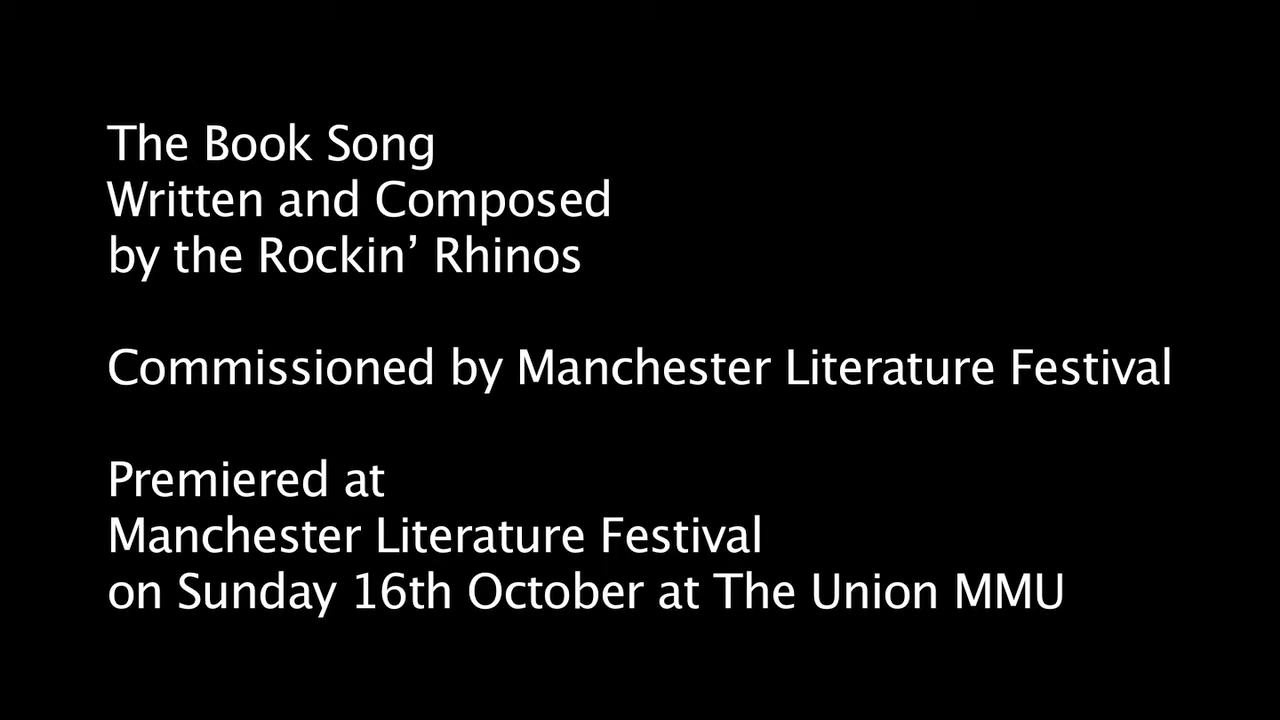 The Book Song
Written and Composed
by the Rockin’ Rhinos
Commissioned by Manchester Literature Festival
Premiered at
Manchester Literature Festival
on Sunday 16th October at The Union MMU